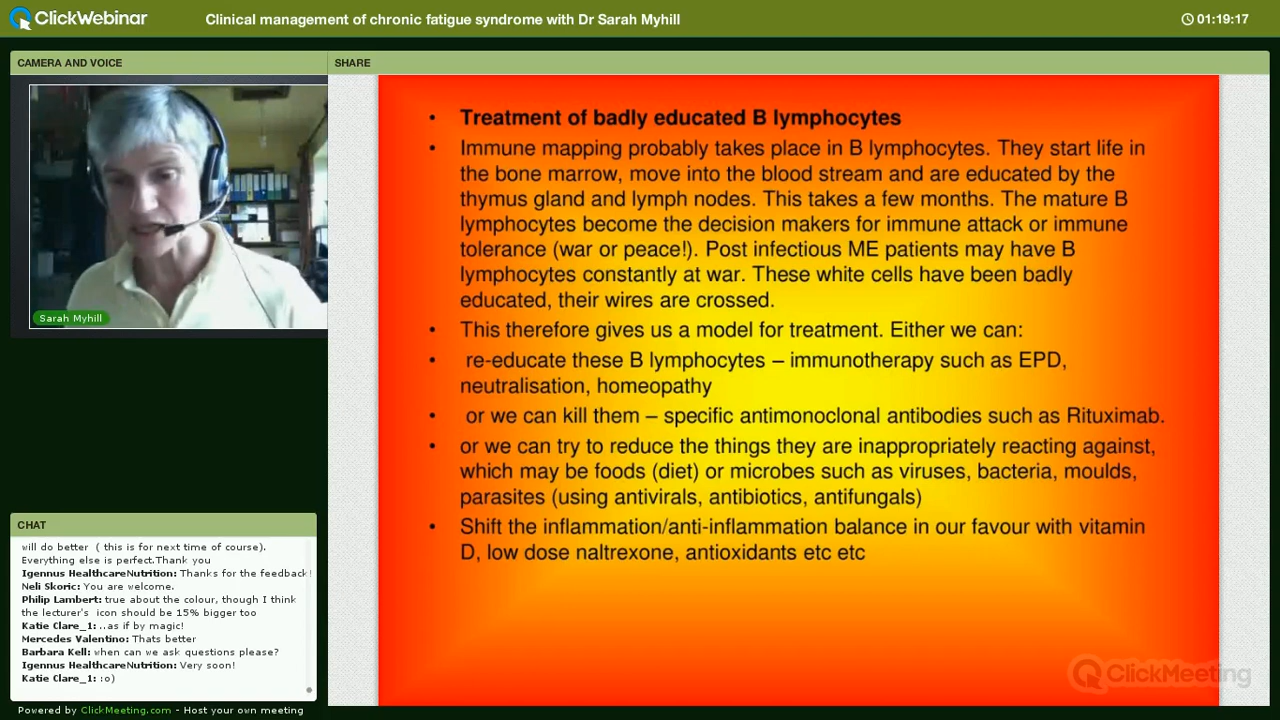 ClickWebinar
Clinical management of chronic fatigue syndrome with Dr Sarah Myhill
01:19:17
CAMERA AND VOICE
Sarah Myhill
SHARE
• Treatment of badly educated B lymphocytes
• Immune mapping probably takes place in B lymphocytes. They start life in
the bone marrow, move into the blood stream and are educated by the
thymus gland and lymph nodes. This takes a few months. The mature B
lymphocytes become the decision makers for immune attack or immune
tolerance (war or peace!). Post infectious ME patients may have B
lymphocytes constantly at war. These white cells have been badly
educated, their wires are crossed.
• This therefore gives us a model for treatment. Either we can:
• re-educate these B lymphocytes – immunotherapy such as EPD,
neutralisation, homeopathy
• or we can kill them – specific antimonoclonal antibodies such as Rituximab.
• or we can try to reduce the things they are inappropriately reacting against,
which may be foods (diet) or microbes such as viruses, bacteria, moulds,
parasites (using antivirals, antibiotics, antifungals)
• Shift the inflammation/anti-inflammation balance in our favour with vitamin
D, low dose naltrexone, antioxidants etc etc
ClickMeeting
CHAT
will do better ( this is for next time of course).
Everything else is perfect.Thank you
Igennus HealthcareNutrition: Thanks for the feedback!
Neli Skoric: You are welcome.
Philip Lambert: true about the colour, though I think
the lecturer's icon should be 15% bigger too
Katie Clare_1: ..as if by magic!
Mercedes Valentino: Thats better
Barbara Kell: when can we ask questions please?
Igennus HealthcareNutrition: Very soon!
Katie Clare_1: :o)
Powered by ClickMeeting.com - Host your own meeting